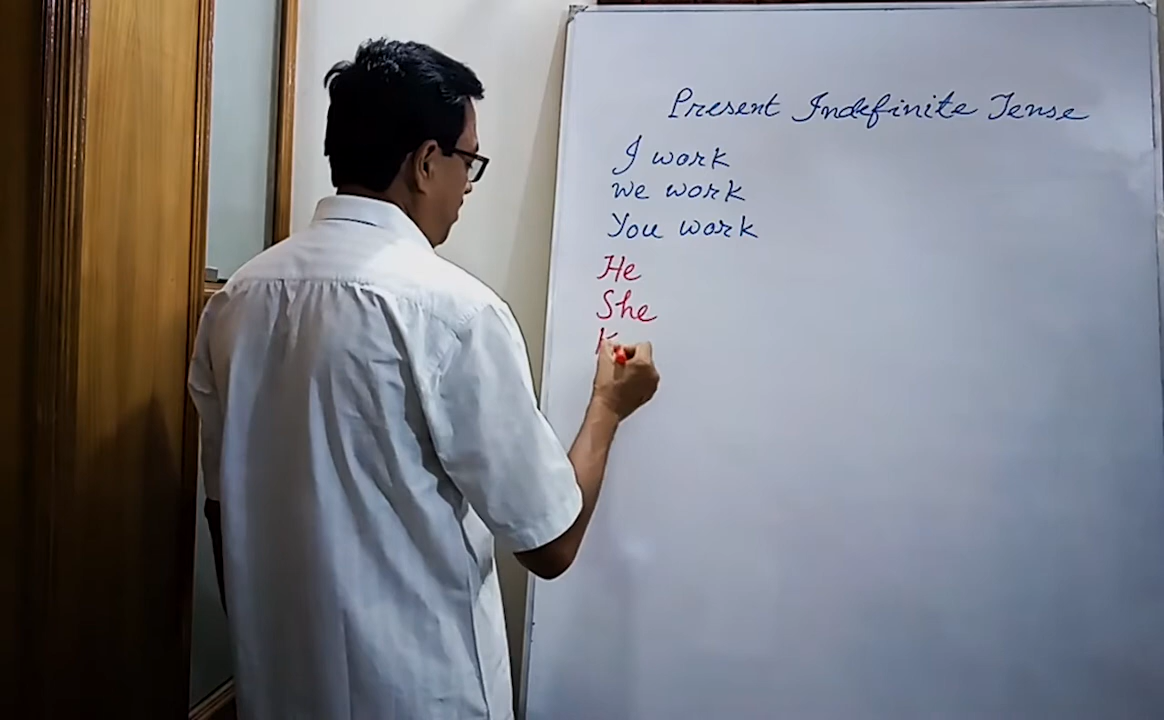 Present Indefinite Tense
I work
we work
You work
He
She